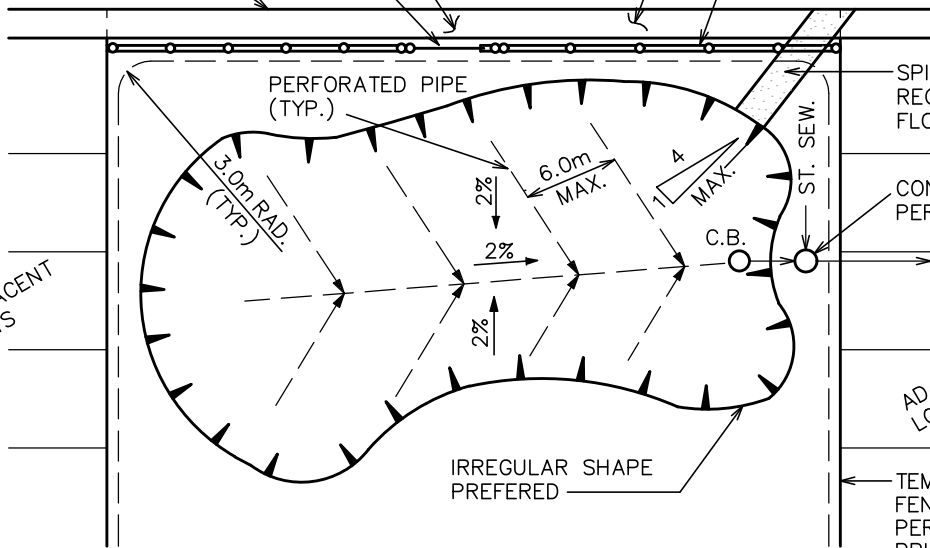 PERFORATED PIPE
(TYP.)
SPI
REC
FLO
3.0m RAD.
(TYP.)
6.0m
MAX.
4
1
MAX.
ST. SEW.
2%
2%
2%
C.B.
CON
PER
ACENT
S
AD
LO
IRREGULAR SHAPE
PREFERED
TEM
FEN
PER